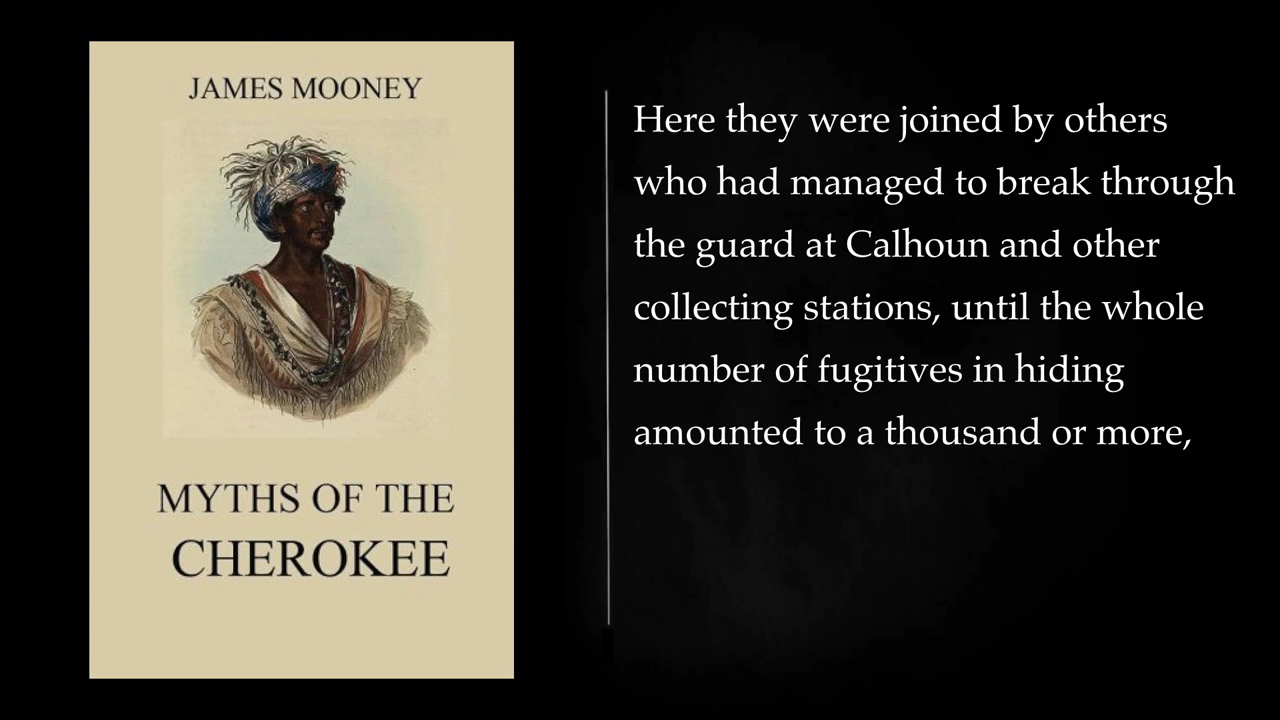 JAMES MOONEY
MYTHS OF THE
CHEROKEE
Here they were joined by others
who had managed to break through
the guard at Calhoun and other
collecting stations, until the whole
number of fugitives in hiding
amounted to a thousand or more,